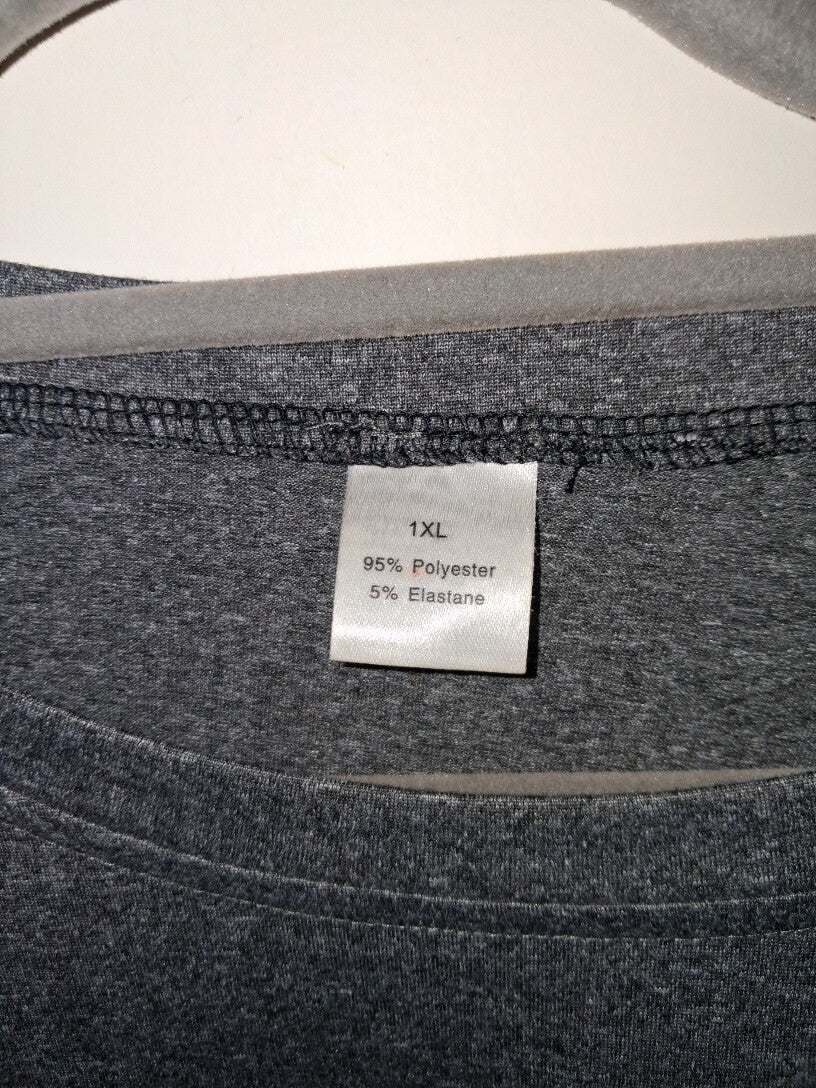 1XL
95% Polyester
5% Elastane